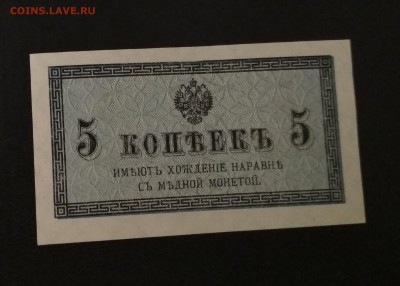 COINS.LAVE.RU
5 КОПѢЕКЪ 5
ИМѢЮТЪ ХОЖДЕНІЕ НАРАВНѢ
СЪ МѢДНОЙ МОНЕТОЙ.